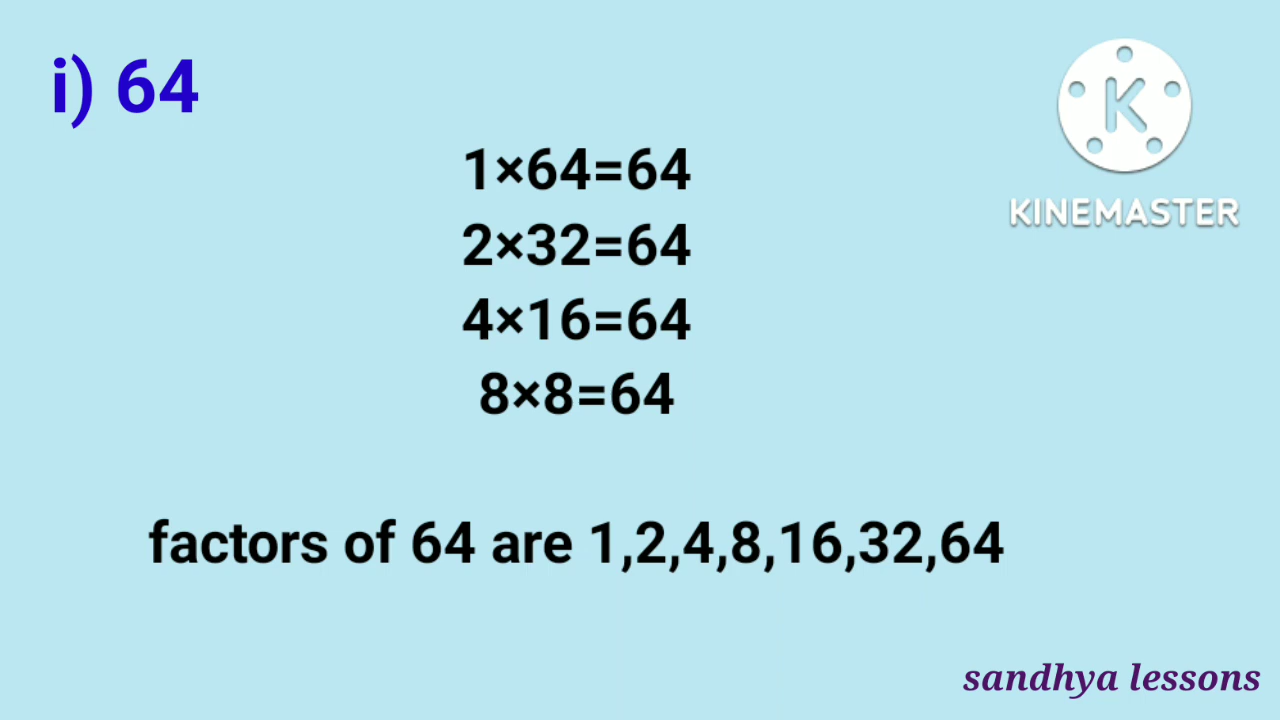 i) 64
K
KINEMASTER
1×64=64
2×32=64
4×16=64
8×8=64
factors of 64 are 1,2,4,8,16,32,64
sandhya lessons